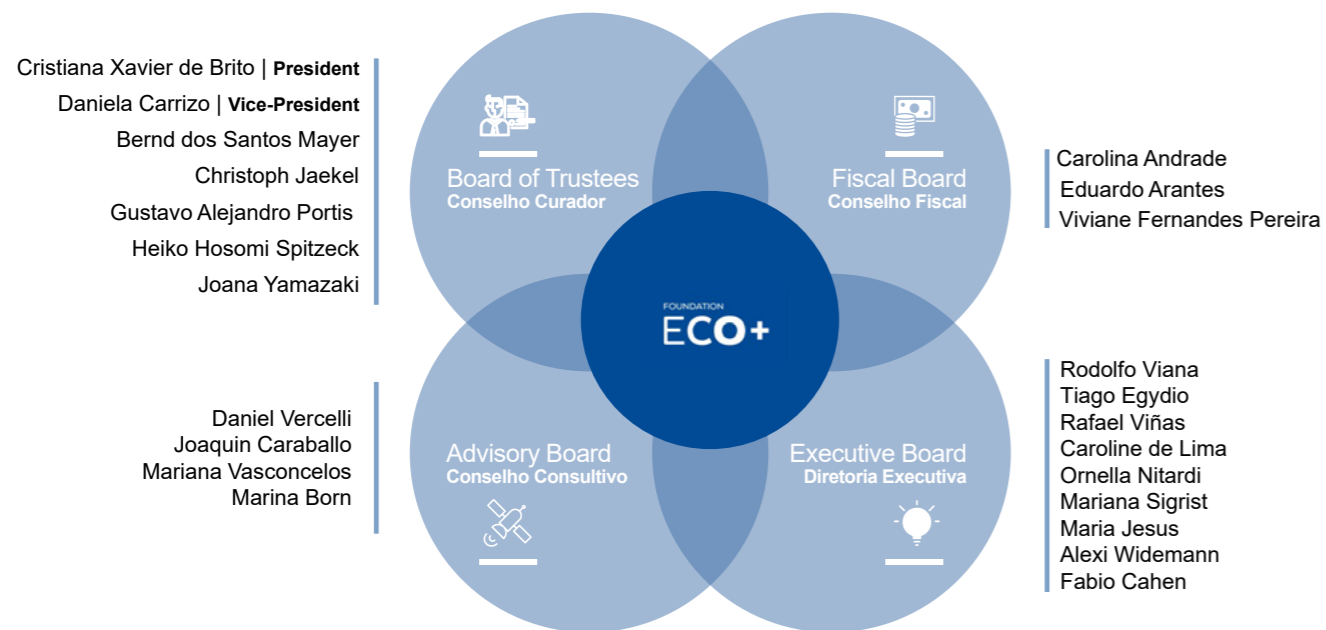 Cristiana Xavier de Brito | President
Daniela Carrizo | Vice-President
Bernd dos Santos Mayer
Christoph Jaekel
Gustavo Alejandro Portis
Heiko Hosomi Spitzeck
Joana Yamazaki
Board of Trustees
Conselho Curador
Fiscal Board
Conselho Fiscal
Carolina Andrade
Eduardo Arantes
Viviane Fernandes Pereira
FOUNDATION
ECO+
Daniel Vercelli
Joaquin Caraballo
Mariana Vasconcelos
Marina Born
Advisory Board
Conselho Consultivo
Executive Board
Diretoria Executiva
Rodolfo Viana
Tiago Egydio
Rafael Viñas
Caroline de Lima
Ornella Nitardi
Mariana Sigrist
Maria Jesus
Alexi Widemann
Fabio Cahen